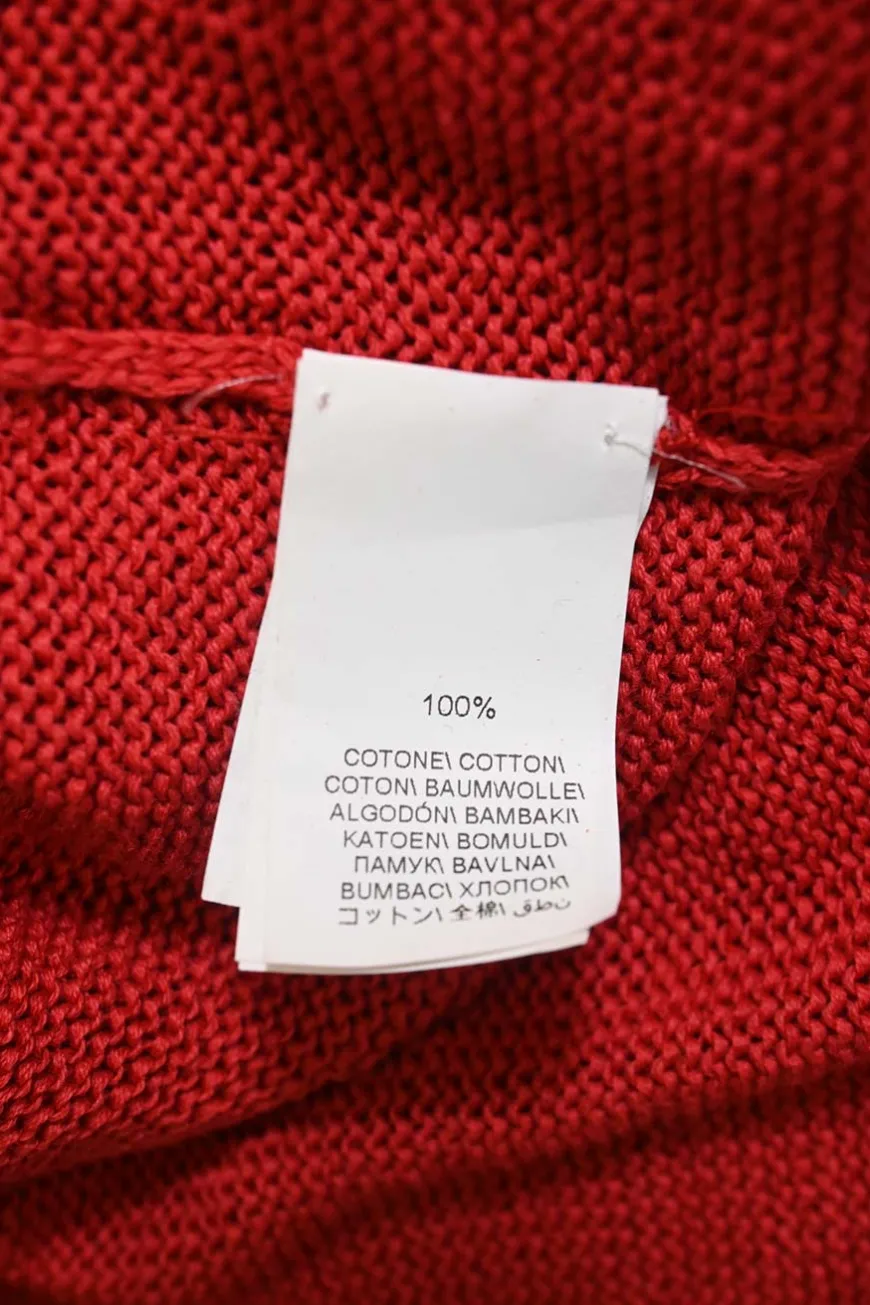 100%
COTONE\ COTTON\
COTON\ BAUMWOLLE\
ALGODÓN\ BAMBAKI\
KATOEN\ BOMULD\
ПАМУК\ BAVLNA\
BUMBAC\ ХЛОПОК\
コットン\ 全棉\ نطق